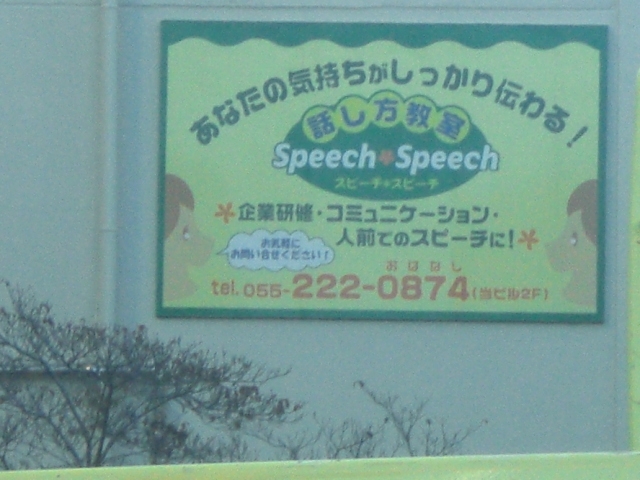 あなたの気持ちがしっかり伝わる!
話し方教室
Speech*Speech
スピーチ*スピーチ
*企業研修・コミュニケーション・
人前でのスピーチに!*
お気軽に
お問い合せください!
おはなし
tel. 055-222-0874(当ビル2F)